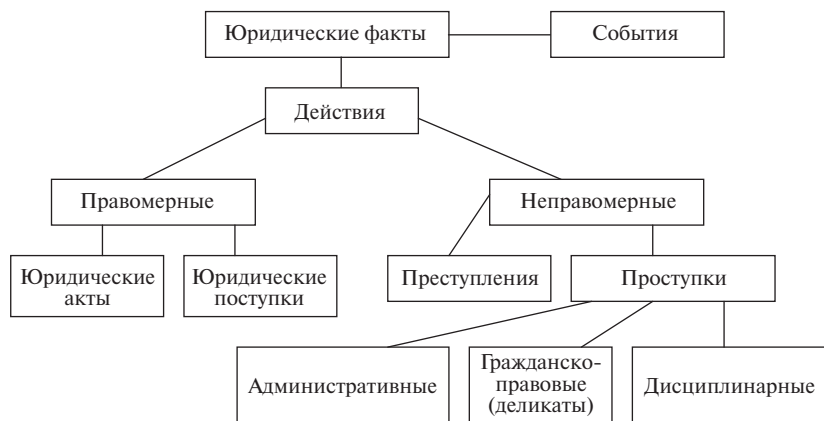 Юридические факты
События
Действия
Правомерные
Неправомерные
Юридические
акты
Юридические
поступки
Преступления
Проступки
Административные
Гражданско-
правовые
(деликаты)
Дисциплинарные